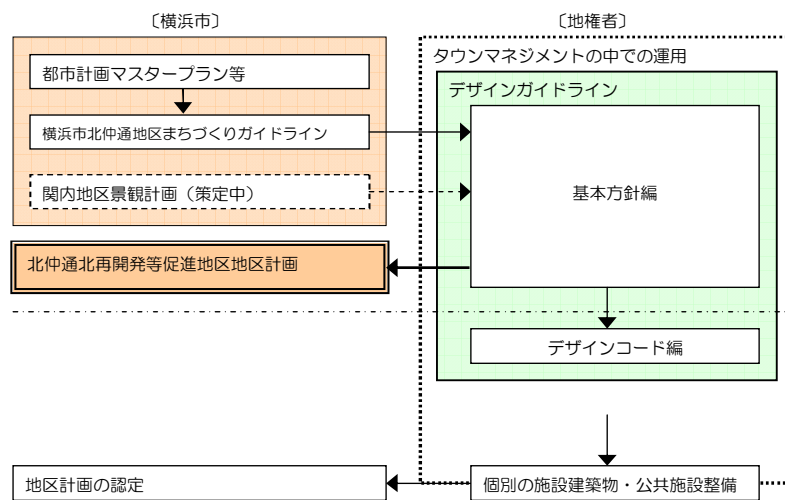 〔横浜市〕
〔地権者〕
タウンマネジメントの中での運用
都市計画マスタープラン等
デザインガイドライン
横浜市北仲通地区まちづくりガイドライン
関内地区景観計画（策定中）
基本方針編
北仲通北再開発等促進地区地区計画
デザインコード編
地区計画の認定
個別の施設建築物・公共施設整備